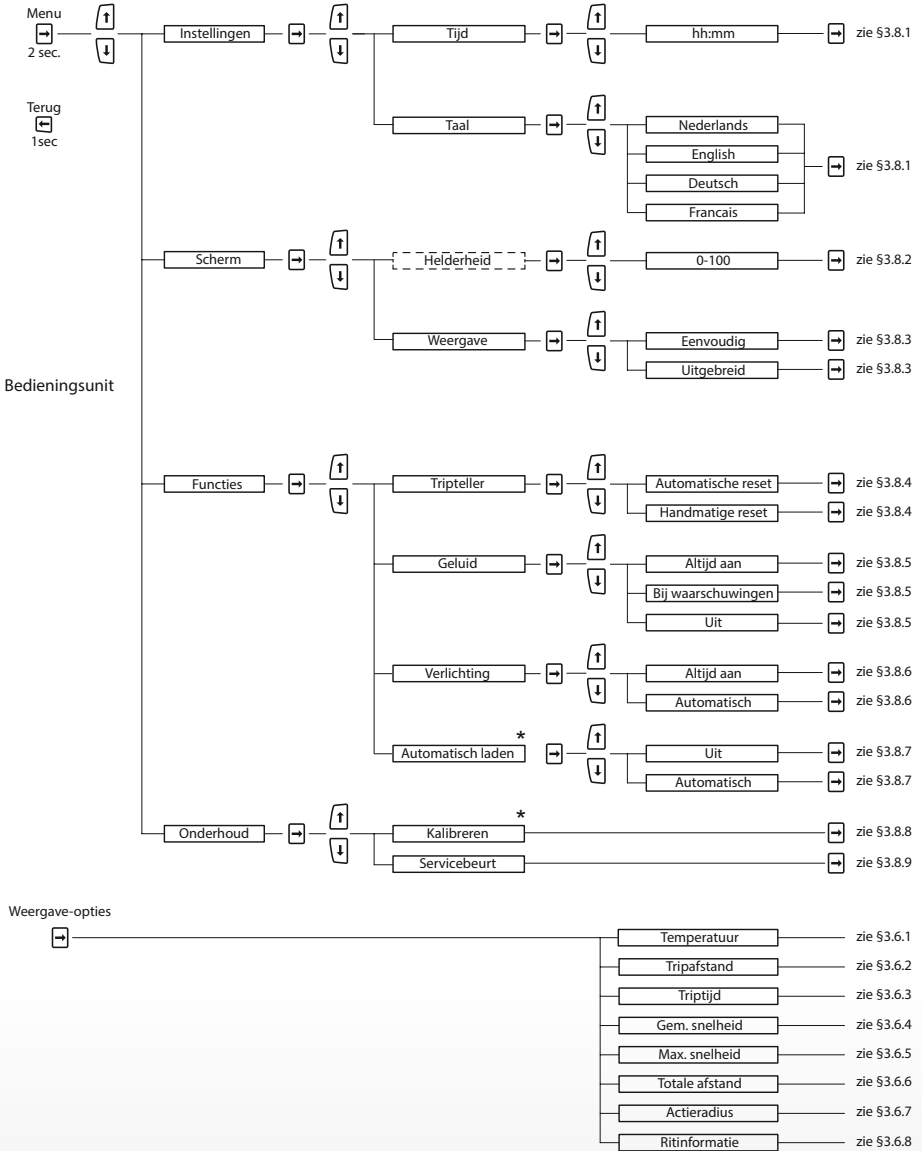 Menu
2 sec.
Instellingen
Tijd
hh:mm
zie §3.8.1
Terug
1sec
Taal
Nederlands
English
Deutsch
Francais
zie §3.8.1
Scherm
Helderheid
0-100
zie §3.8.2
Weergave
Eenvoudig
zie §3.8.3
Uitgebreid
zie §3.8.3
Bedieningsunit
Functies
Tripteller
Automatische reset
zie §3.8.4
Handmatige reset
zie §3.8.4
Geluid
Altijd aan
zie §3.8.5
Bij waarschuwingen
zie §3.8.5
Uit
zie §3.8.5
Verlichting
Altijd aan
zie §3.8.6
Automatisch
zie §3.8.6
*
Automatisch laden
Uit
zie §3.8.7
Automatisch
zie §3.8.7
Onderhoud
*
Kalibreren
zie §3.8.8
Servicebeurt
zie §3.8.9
Weergave-opties
Temperatuur
zie §3.6.1
Tripafstand
zie §3.6.2
Triptijd
zie §3.6.3
Gem. snelheid
zie §3.6.4
Max. snelheid
zie §3.6.5
Totale afstand
zie §3.6.6
Actieradius
zie §3.6.7
Ritinformatie
zie §3.6.8